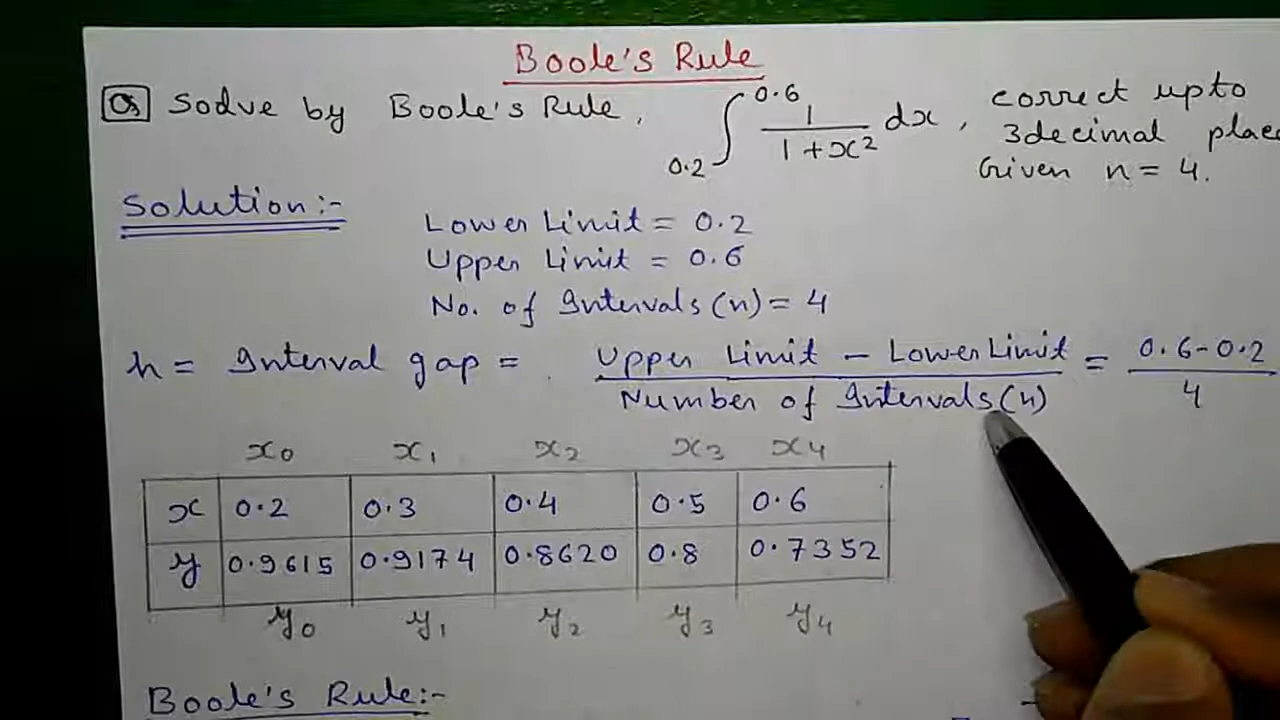 Boole's Rule
Q Sodve by Boole's Rule, ∫ 0.6 0.2 1/(1+x²) dx, correct upto
3decimal place
Given n = 4.
Solution:-
Lower Limit = 0.2
Upper Limit = 0.6
No. of Intervals (n) = 4
h = Interval gap = Upper Limit - Lower Limit / Number of Intervals (n) = 0.6-0.2 / 4
x₀ x₁ x₂ x₃ x₄
x 0.2 0.3 0.4 0.5 0.6
y 0.9615 0.9174 0.8620 0.8 0.7352
y₀ y₁ y₂ y₃ y₄
Boole's Rule:-